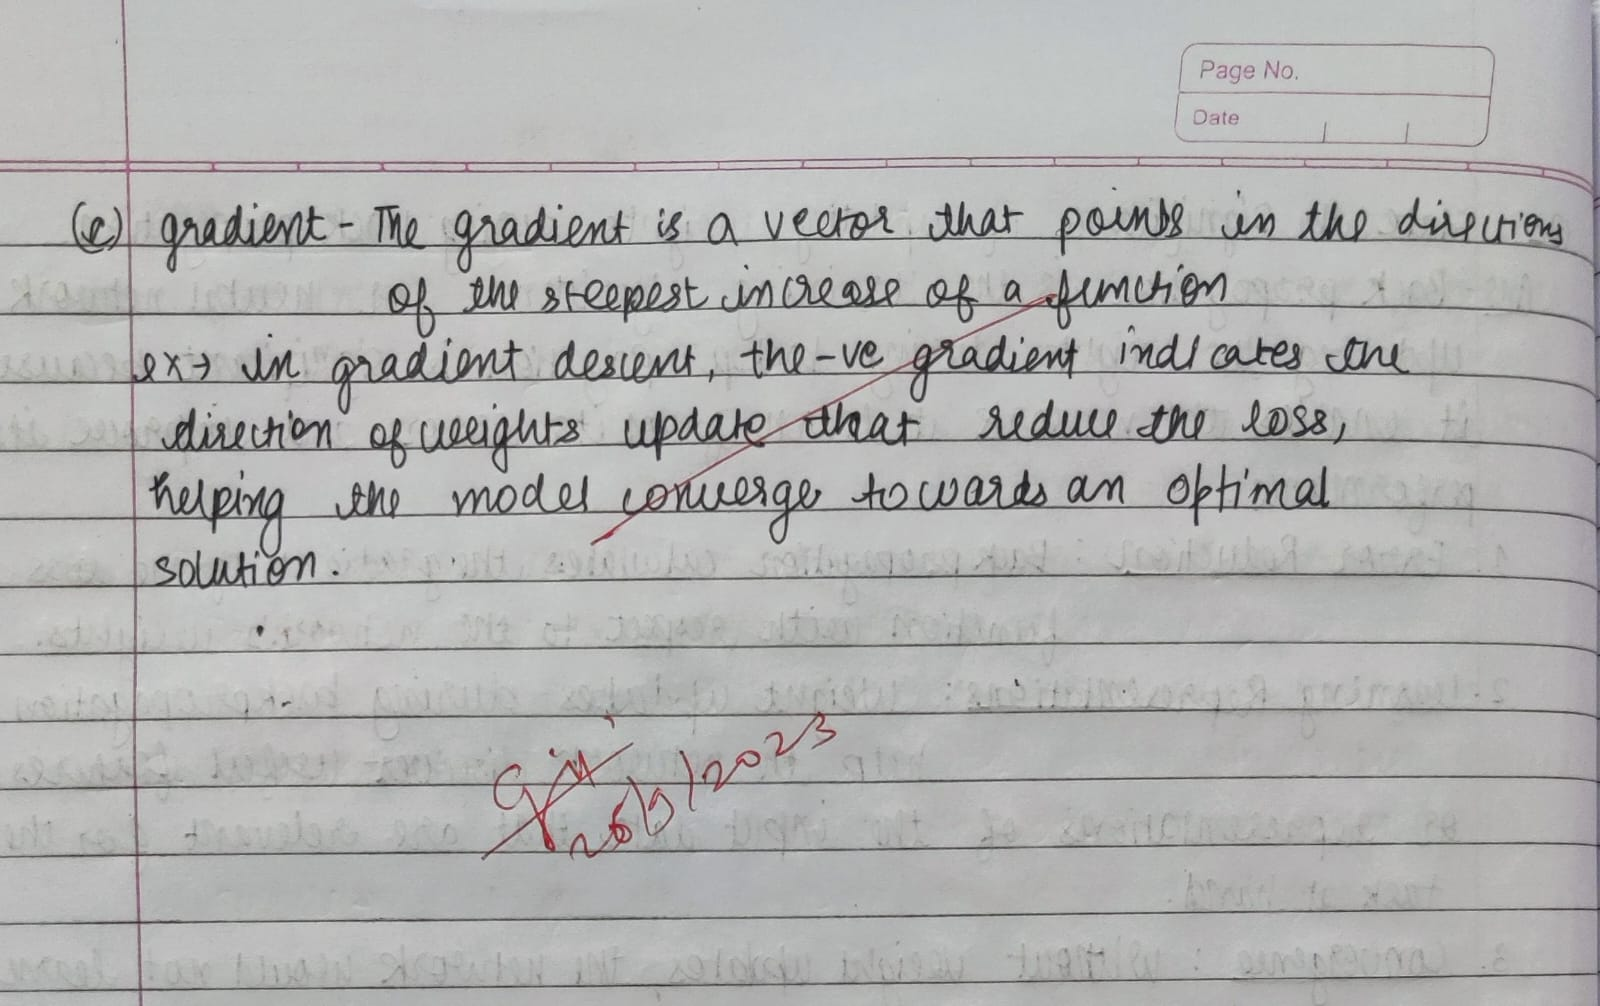 Page No.
Date
(c) gradient - The gradient is a vector that points in the directions
of the steepest increase of a function
ex→ in gradient descent, the -ve gradient indicates the
direction of weights update that reduce the loss,
helping the model converge towards an optimal
solution.
26/9/2023